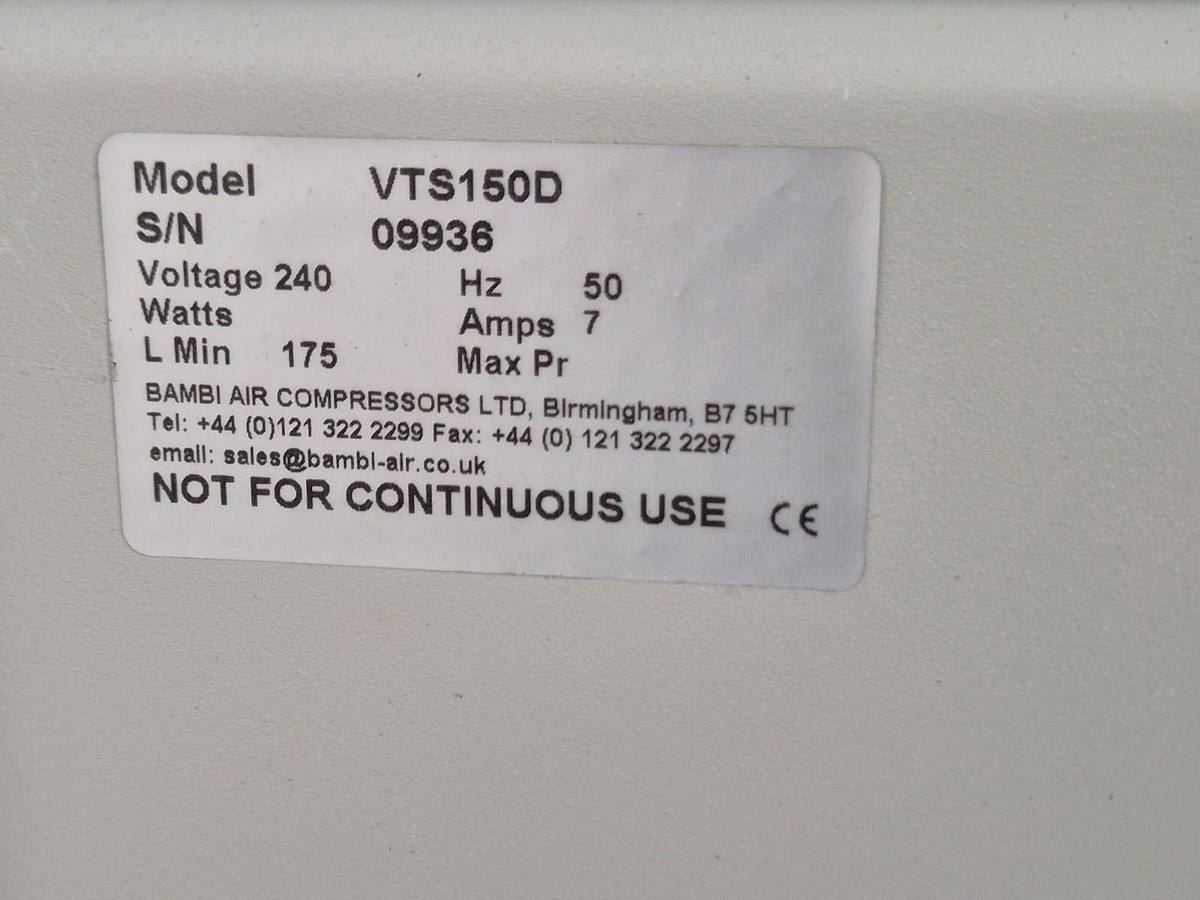 Model VTS150D
S/N 09936
Voltage 240 Hz 50
Watts Amps 7
L Min 175 Max Pr
BAMBI AIR COMPRESSORS LTD, Birmingham, B7 5HT
Tel: +44 (0)121 322 2299 Fax: +44 (0) 121 322 2297
email: sales@bambi-air.co.uk
NOT FOR CONTINUOUS USE CE